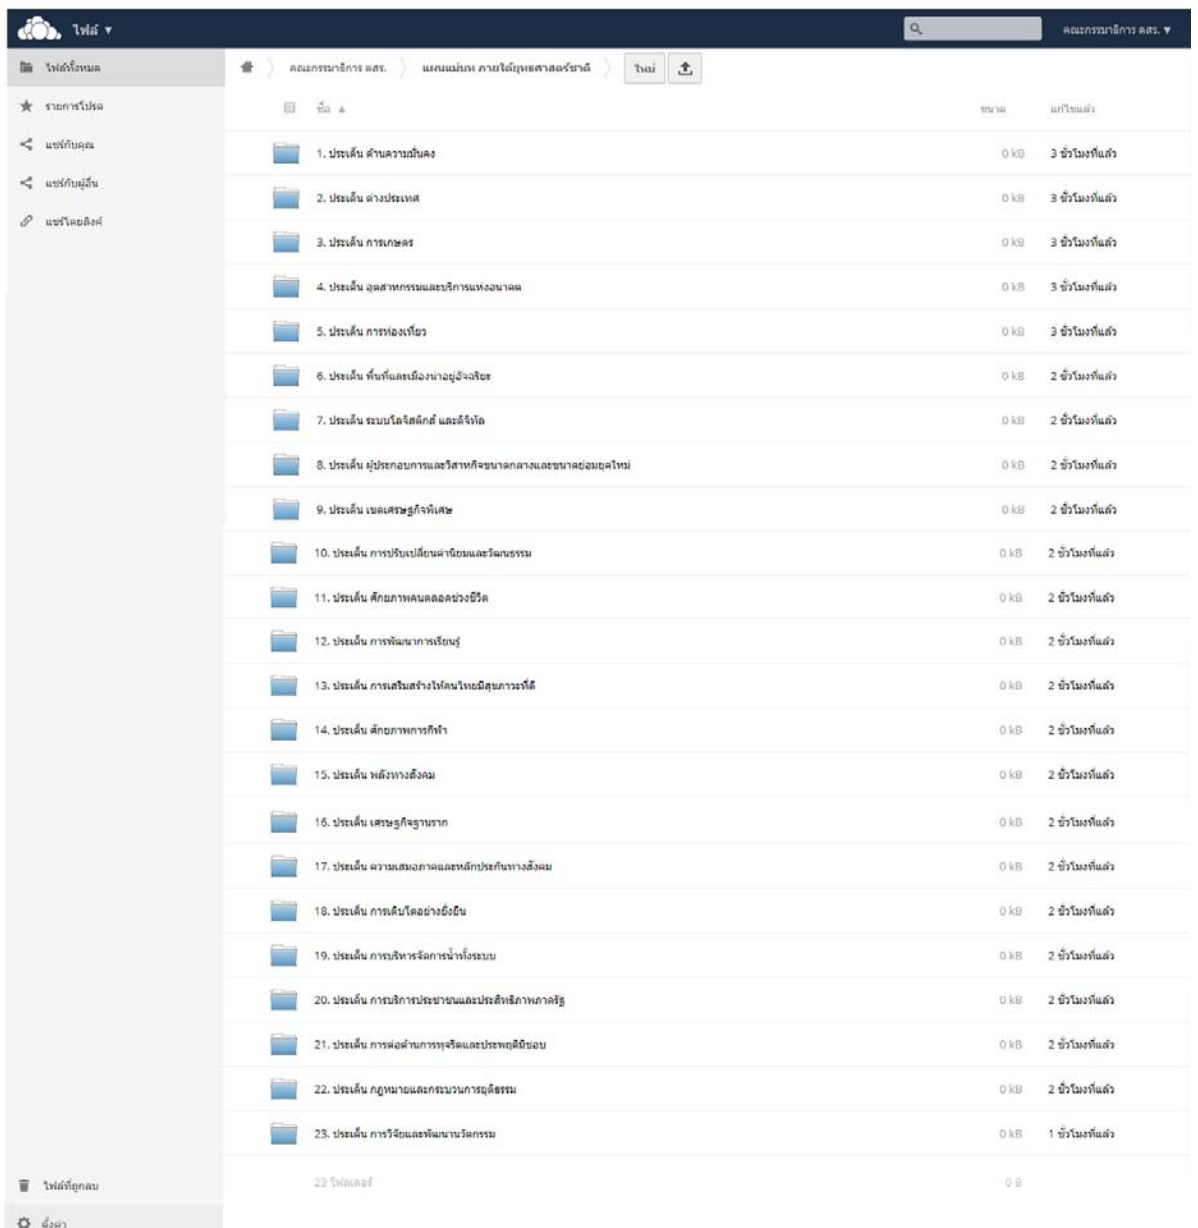 ไฟล์ ▼
คณะกรรมาธิการ ตสร. ▼
ไฟล์ทั้งหมด
รายการโปรด
แชร์กับคุณ
แชร์กับผู้อื่น
แชร์โดยลิงค์
คณะกรรมาธิการ ตสร. แผนแม่บท ภายใต้ยุทธศาสตร์ชาติ ใหม่
ชื่อ ▲ ขนาด แก้ไขแล้ว
1. ประเด็น ด้านความมั่นคง 0 kB 3 ชั่วโมงที่แล้ว
2. ประเด็น ต่างประเทศ 0 kB 3 ชั่วโมงที่แล้ว
3. ประเด็น การเกษตร 0 kB 3 ชั่วโมงที่แล้ว
4. ประเด็น อุตสาหกรรมและบริการแห่งอนาคต 0 kB 3 ชั่วโมงที่แล้ว
5. ประเด็น การท่องเที่ยว 0 kB 3 ชั่วโมงที่แล้ว
6. ประเด็น พื้นที่และเมืองน่าอยู่อัจฉริยะ 0 kB 2 ชั่วโมงที่แล้ว
7. ประเด็น ระบบโลจิสติกส์ และดิจิทัล 0 kB 2 ชั่วโมงที่แล้ว
8. ประเด็น ผู้ประกอบการและวิสาหกิจขนาดกลางและขนาดย่อมยุคใหม่ 0 kB 2 ชั่วโมงที่แล้ว
9. ประเด็น เขตเศรษฐกิจพิเศษ 0 kB 2 ชั่วโมงที่แล้ว
10. ประเด็น การปรับเปลี่ยนค่านิยมและวัฒนธรรม 0 kB 2 ชั่วโมงที่แล้ว
11. ประเด็น ศักยภาพคนตลอดช่วงชีวิต 0 kB 2 ชั่วโมงที่แล้ว
12. ประเด็น การพัฒนาการเรียนรู้ 0 kB 2 ชั่วโมงที่แล้ว
13. ประเด็น การเสริมสร้างให้คนไทยมีสุขภาวะที่ดี 0 kB 2 ชั่วโมงที่แล้ว
14. ประเด็น ศักยภาพการกีฬา 0 kB 2 ชั่วโมงที่แล้ว
15. ประเด็น พลังทางสังคม 0 kB 2 ชั่วโมงที่แล้ว
16. ประเด็น เศรษฐกิจฐานราก 0 kB 2 ชั่วโมงที่แล้ว
17. ประเด็น ความเสมอภาคและหลักประกันทางสังคม 0 kB 2 ชั่วโมงที่แล้ว
18. ประเด็น การเติบโตอย่างยั่งยืน 0 kB 2 ชั่วโมงที่แล้ว
19. ประเด็น การบริหารจัดการน้ำทั้งระบบ 0 kB 2 ชั่วโมงที่แล้ว
20. ประเด็น การบริการประชาชนและประสิทธิภาพภาครัฐ 0 kB 2 ชั่วโมงที่แล้ว
21. ประเด็น การต่อต้านการทุจริตและประพฤติมิชอบ 0 kB 2 ชั่วโมงที่แล้ว
22. ประเด็น กฎหมายและกระบวนการยุติธรรม 0 kB 2 ชั่วโมงที่แล้ว
23. ประเด็น การวิจัยและพัฒนานวัตกรรม 0 kB 1 ชั่วโมงที่แล้ว
23 โฟลเดอร์ 0 B
ไฟล์ที่ถูกลบ
ตั้งค่า